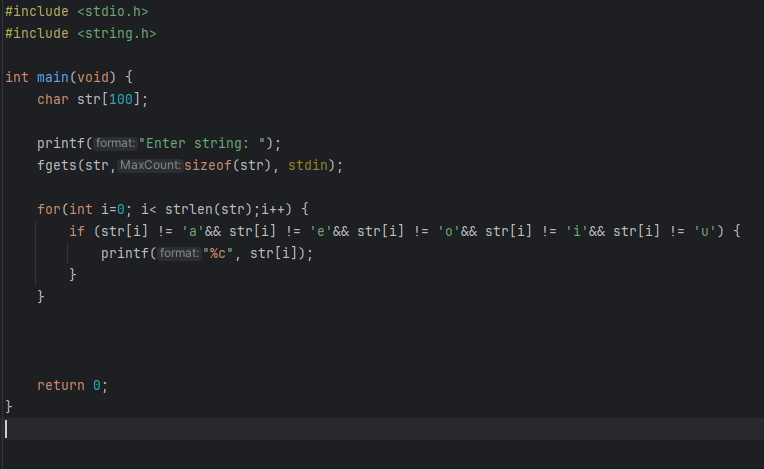 #include <stdio.h>
#include <string.h>
int main(void) {
char str[100];
printf(format:"Enter string: ");
fgets(str,MaxCount:sizeof(str), stdin);
for(int i=0; i< strlen(str);i++) {
if (str[i] != 'a'&& str[i] != 'e'&& str[i] != 'o'&& str[i] != 'i'&& str[i] != 'u') {
printf(format:"%c", str[i]);
}
}
return 0;
}